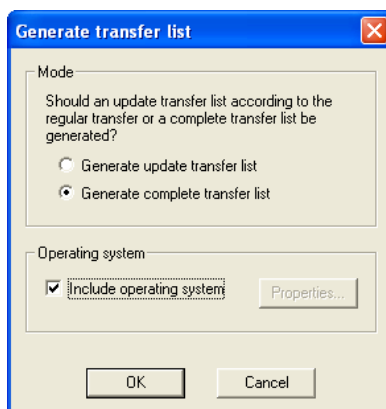 Generate transfer list
Mode
Should an update transfer list according to the
regular transfer or a complete transfer list be
generated?
Generate update transfer list
Generate complete transfer list
Operating system
Include operating system
Properties...
OK
Cancel